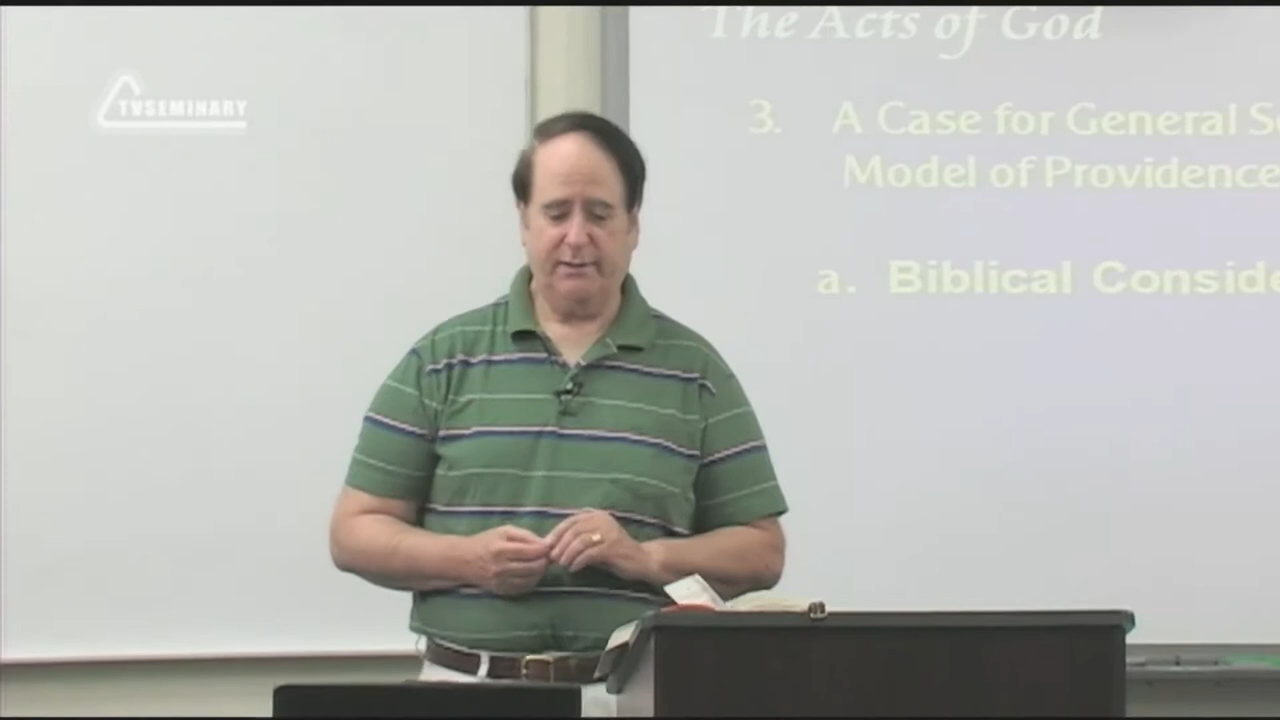 TVSEMINARY
The Acts of God
3. A Case for General S
Model of Providence
a. Biblical Conside